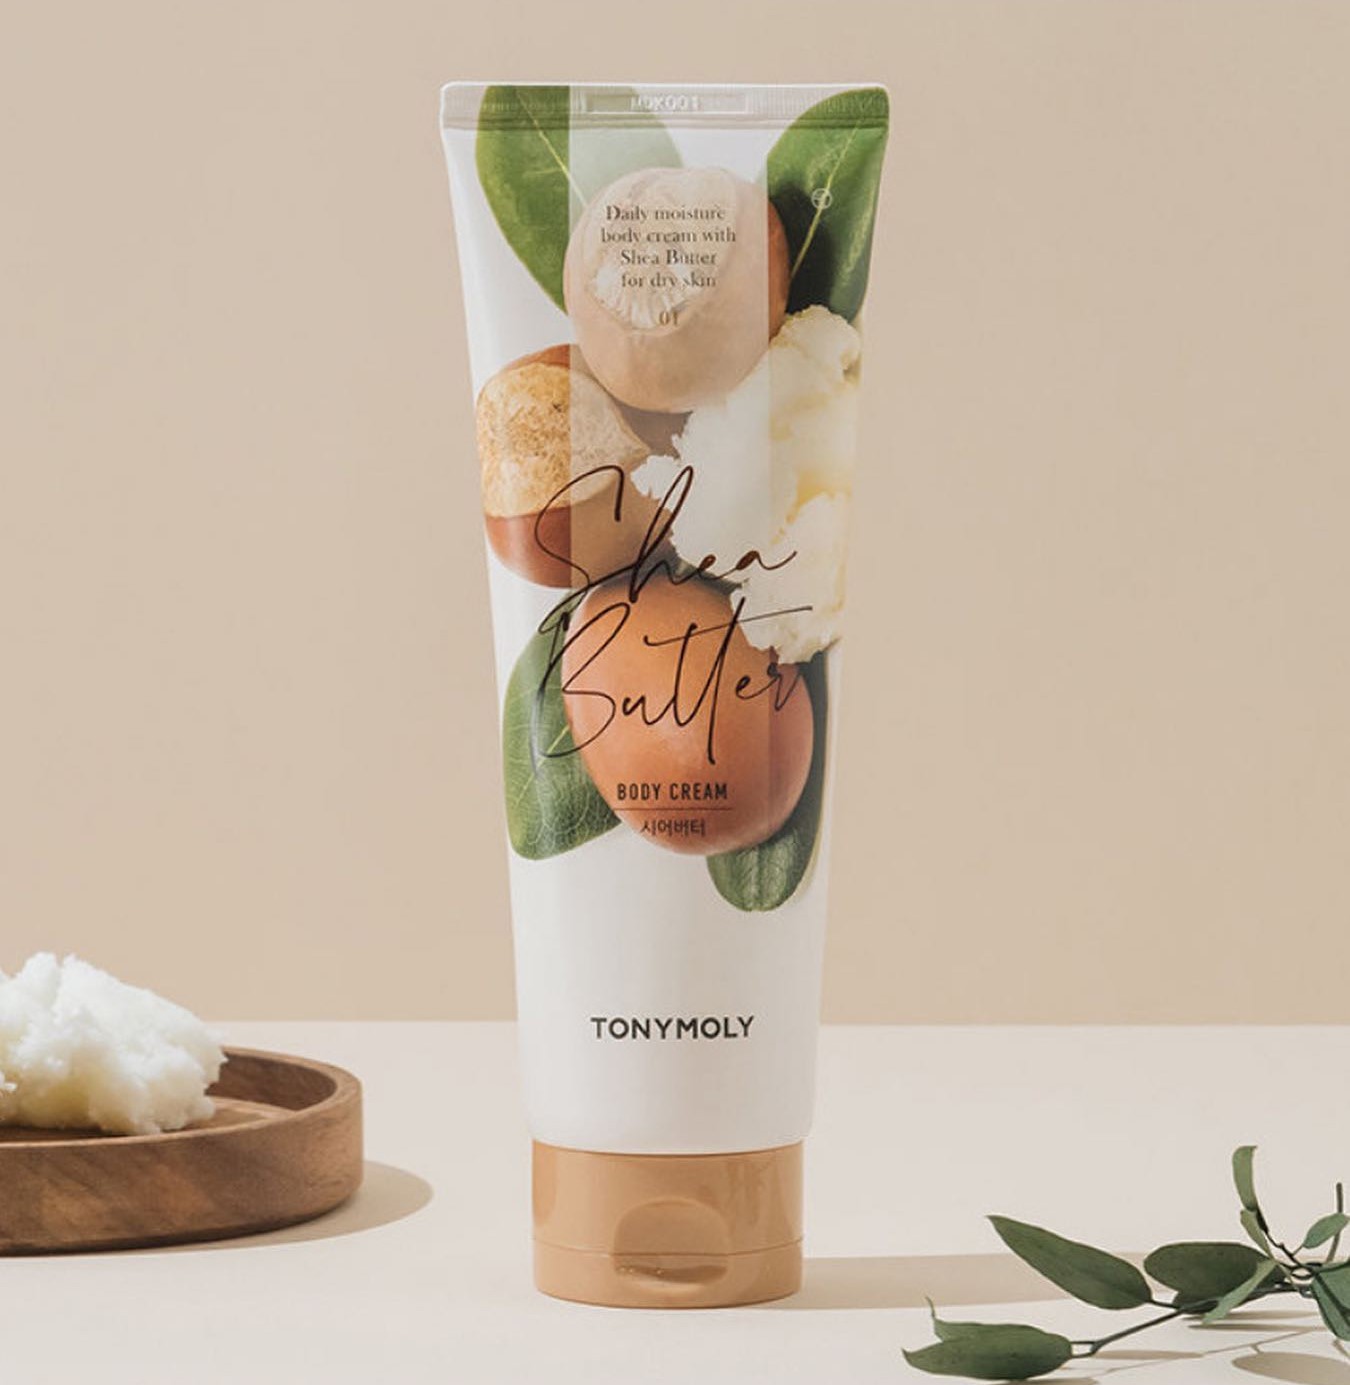 MDK001
Daily moisture
body cream with
Shea Butter
for dry skin
01
Shea
Butter
BODY CREAM
시어버터
TONYMOLY